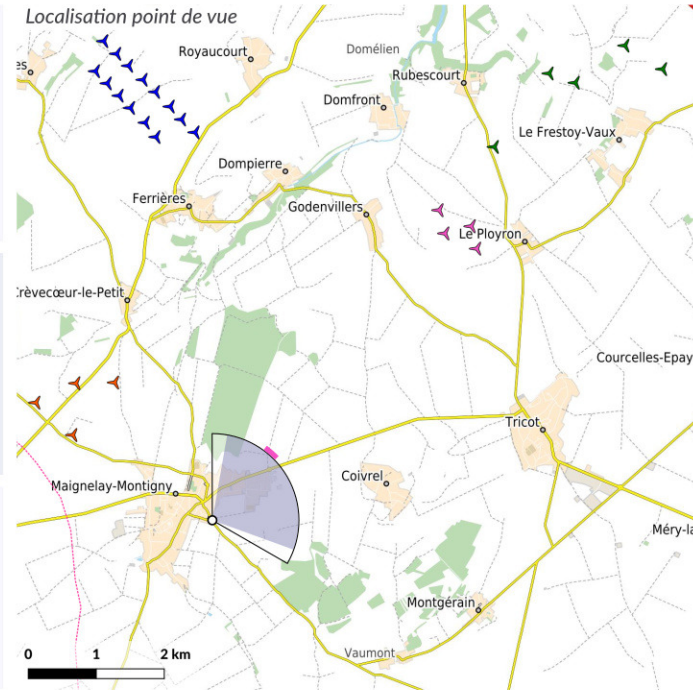 Localisation point de vue
es
Royaucourt
Domélien
Rubescourt
Domfront
Le Frestoy-Vaux
Dompierre
Ferrières
Godenvillers
Le Ployron
Crèvecœur-le-Petit
Courcelles-Epay
Tricot
Coivrel
Maignelay-Montigny
Méry-la
Montgérain
Vaumont
0 1 2 km